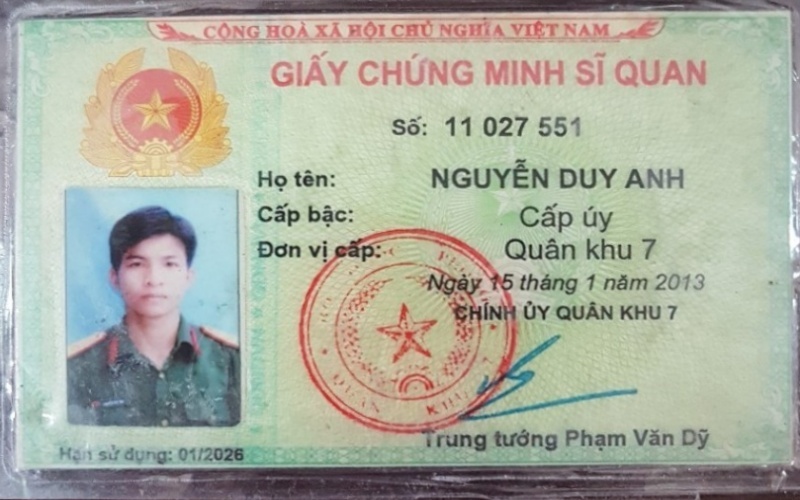 CỘNG HOÀ XÃ HỘI CHỦ NGHĨA VIỆT NAM
GIẤY CHỨNG MINH SĨ QUAN
Số: 11 027 551
Họ tên: NGUYỄN DUY ANH
Cấp bậc: Cấp úy
Đơn vị cấp: Quân khu 7
Ngày 15 tháng 1 năm 2013
CHÍNH ỦY QUÂN KHU 7
QUÂN KHU 7
Trung tướng Phạm Văn Dỹ
Hạn sử dụng: 01/2026